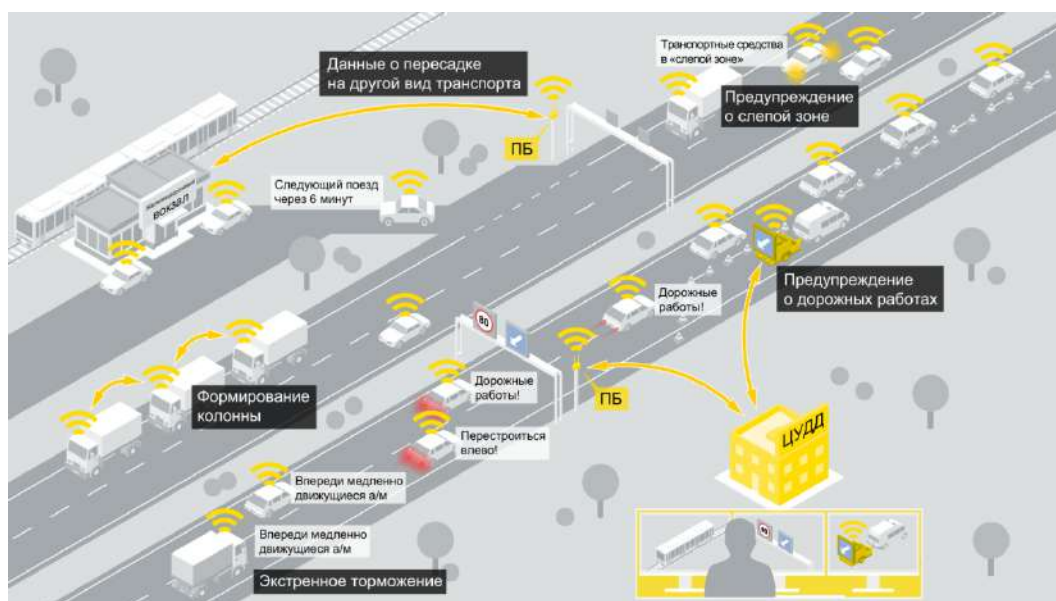 Транспортные средства
в «слепой зоне»
Данные о пересадке
на другой вид транспорта
Предупреждение
о слепой зоне
ПБ
Следующий поезд
через 6 минут
ВОКЗАЛ
Предупреждение
о дорожных работах
Дорожные
работы!
80
Формирование
колонны
Дорожные
работы!
ПБ
Перестроиться
влево!
ЦУДД
Впереди медленно
движущиеся а/м
Впереди медленно
движущиеся а/м
Экстренное торможение
80